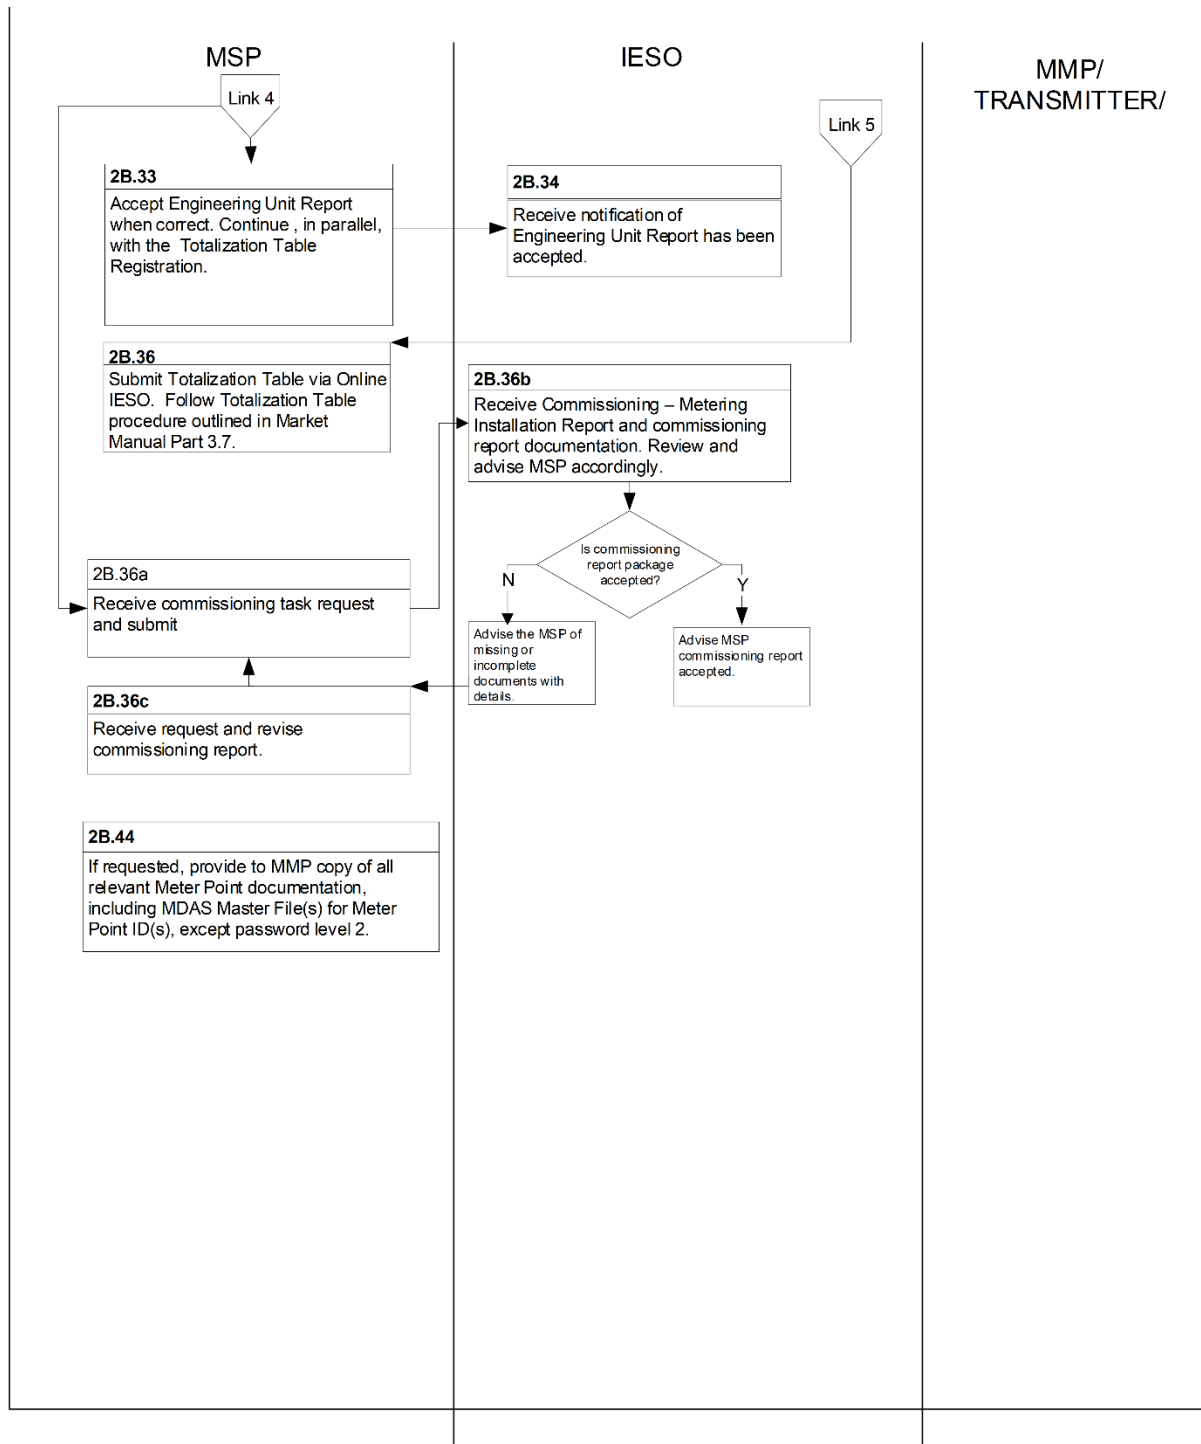 MSP
IESO
MMP/
TRANSMITTER/
Link 4
Link 5
2B.33
Accept Engineering Unit Report
when correct. Continue , in parallel,
with the Totalization Table
Registration.
2B.34
Receive notification of
Engineering Unit Report has been
accepted.
2B.36
Submit Totalization Table via Online
IESO. Follow Totalization Table
procedure outlined in Market
Manual Part 3.7.
2B.36b
Receive Commissioning – Metering
Installation Report and commissioning
report documentation. Review and
advise MSP accordingly.
Is commissioning
report package
accepted?
N
Y
2B.36a
Receive commissioning task request
and submit
Advise the MSP of
missing or
incomplete
documents with
details.
Advise MSP
commissioning report
accepted.
2B.36c
Receive request and revise
commissioning report.
2B.44
If requested, provide to MMP copy of all
relevant Meter Point documentation,
including MDAS Master File(s) for Meter
Point ID(s), except password level 2.